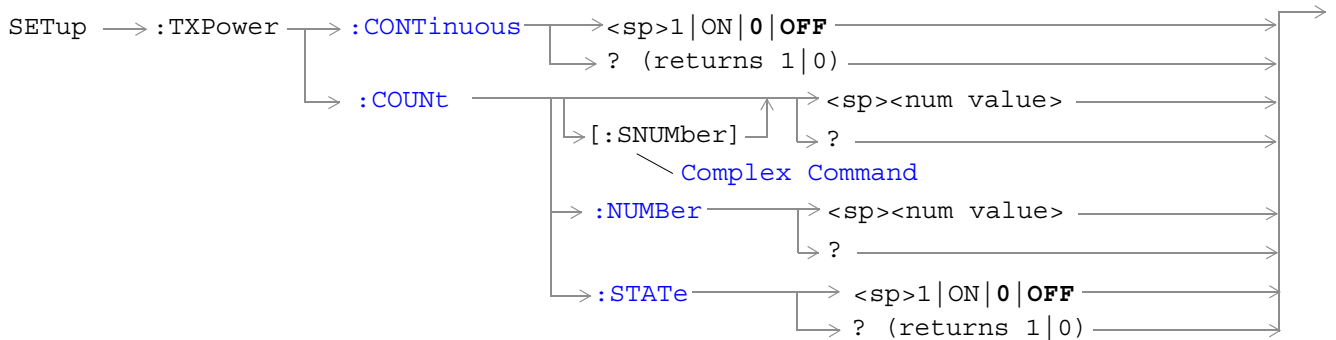 SETup :TXPower :CONTinuous <sp>1|ON|0|OFF
? (returns 1|0)
:COUNt <sp><num value>
[:SNUMber] ?
Complex Command
:NUMBer <sp><num value>
?
:STATe <sp>1|ON|0|OFF
? (returns 1|0)